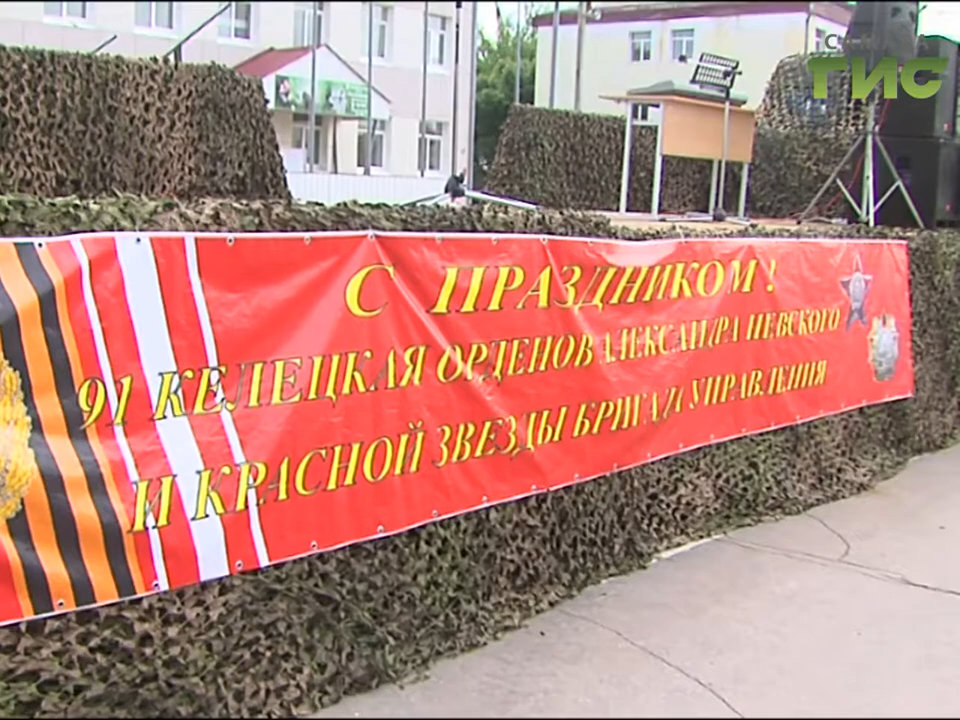 ГИС
С ПРАЗДНИКОМ!
91 КЕЛЕЦКАЯ ОРДЕНОВ АЛЕКСАНДРА НЕВСКОГО
И КРАСНОЙ ЗВЕЗДЫ БРИГАДА УПРАВЛЕНИЯ